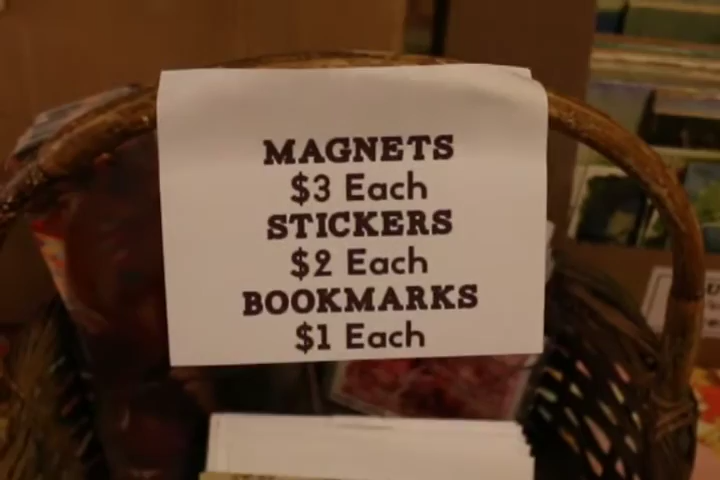 MAGNETS
$3 Each
STICKERS
$2 Each
BOOKMARKS
$1 Each